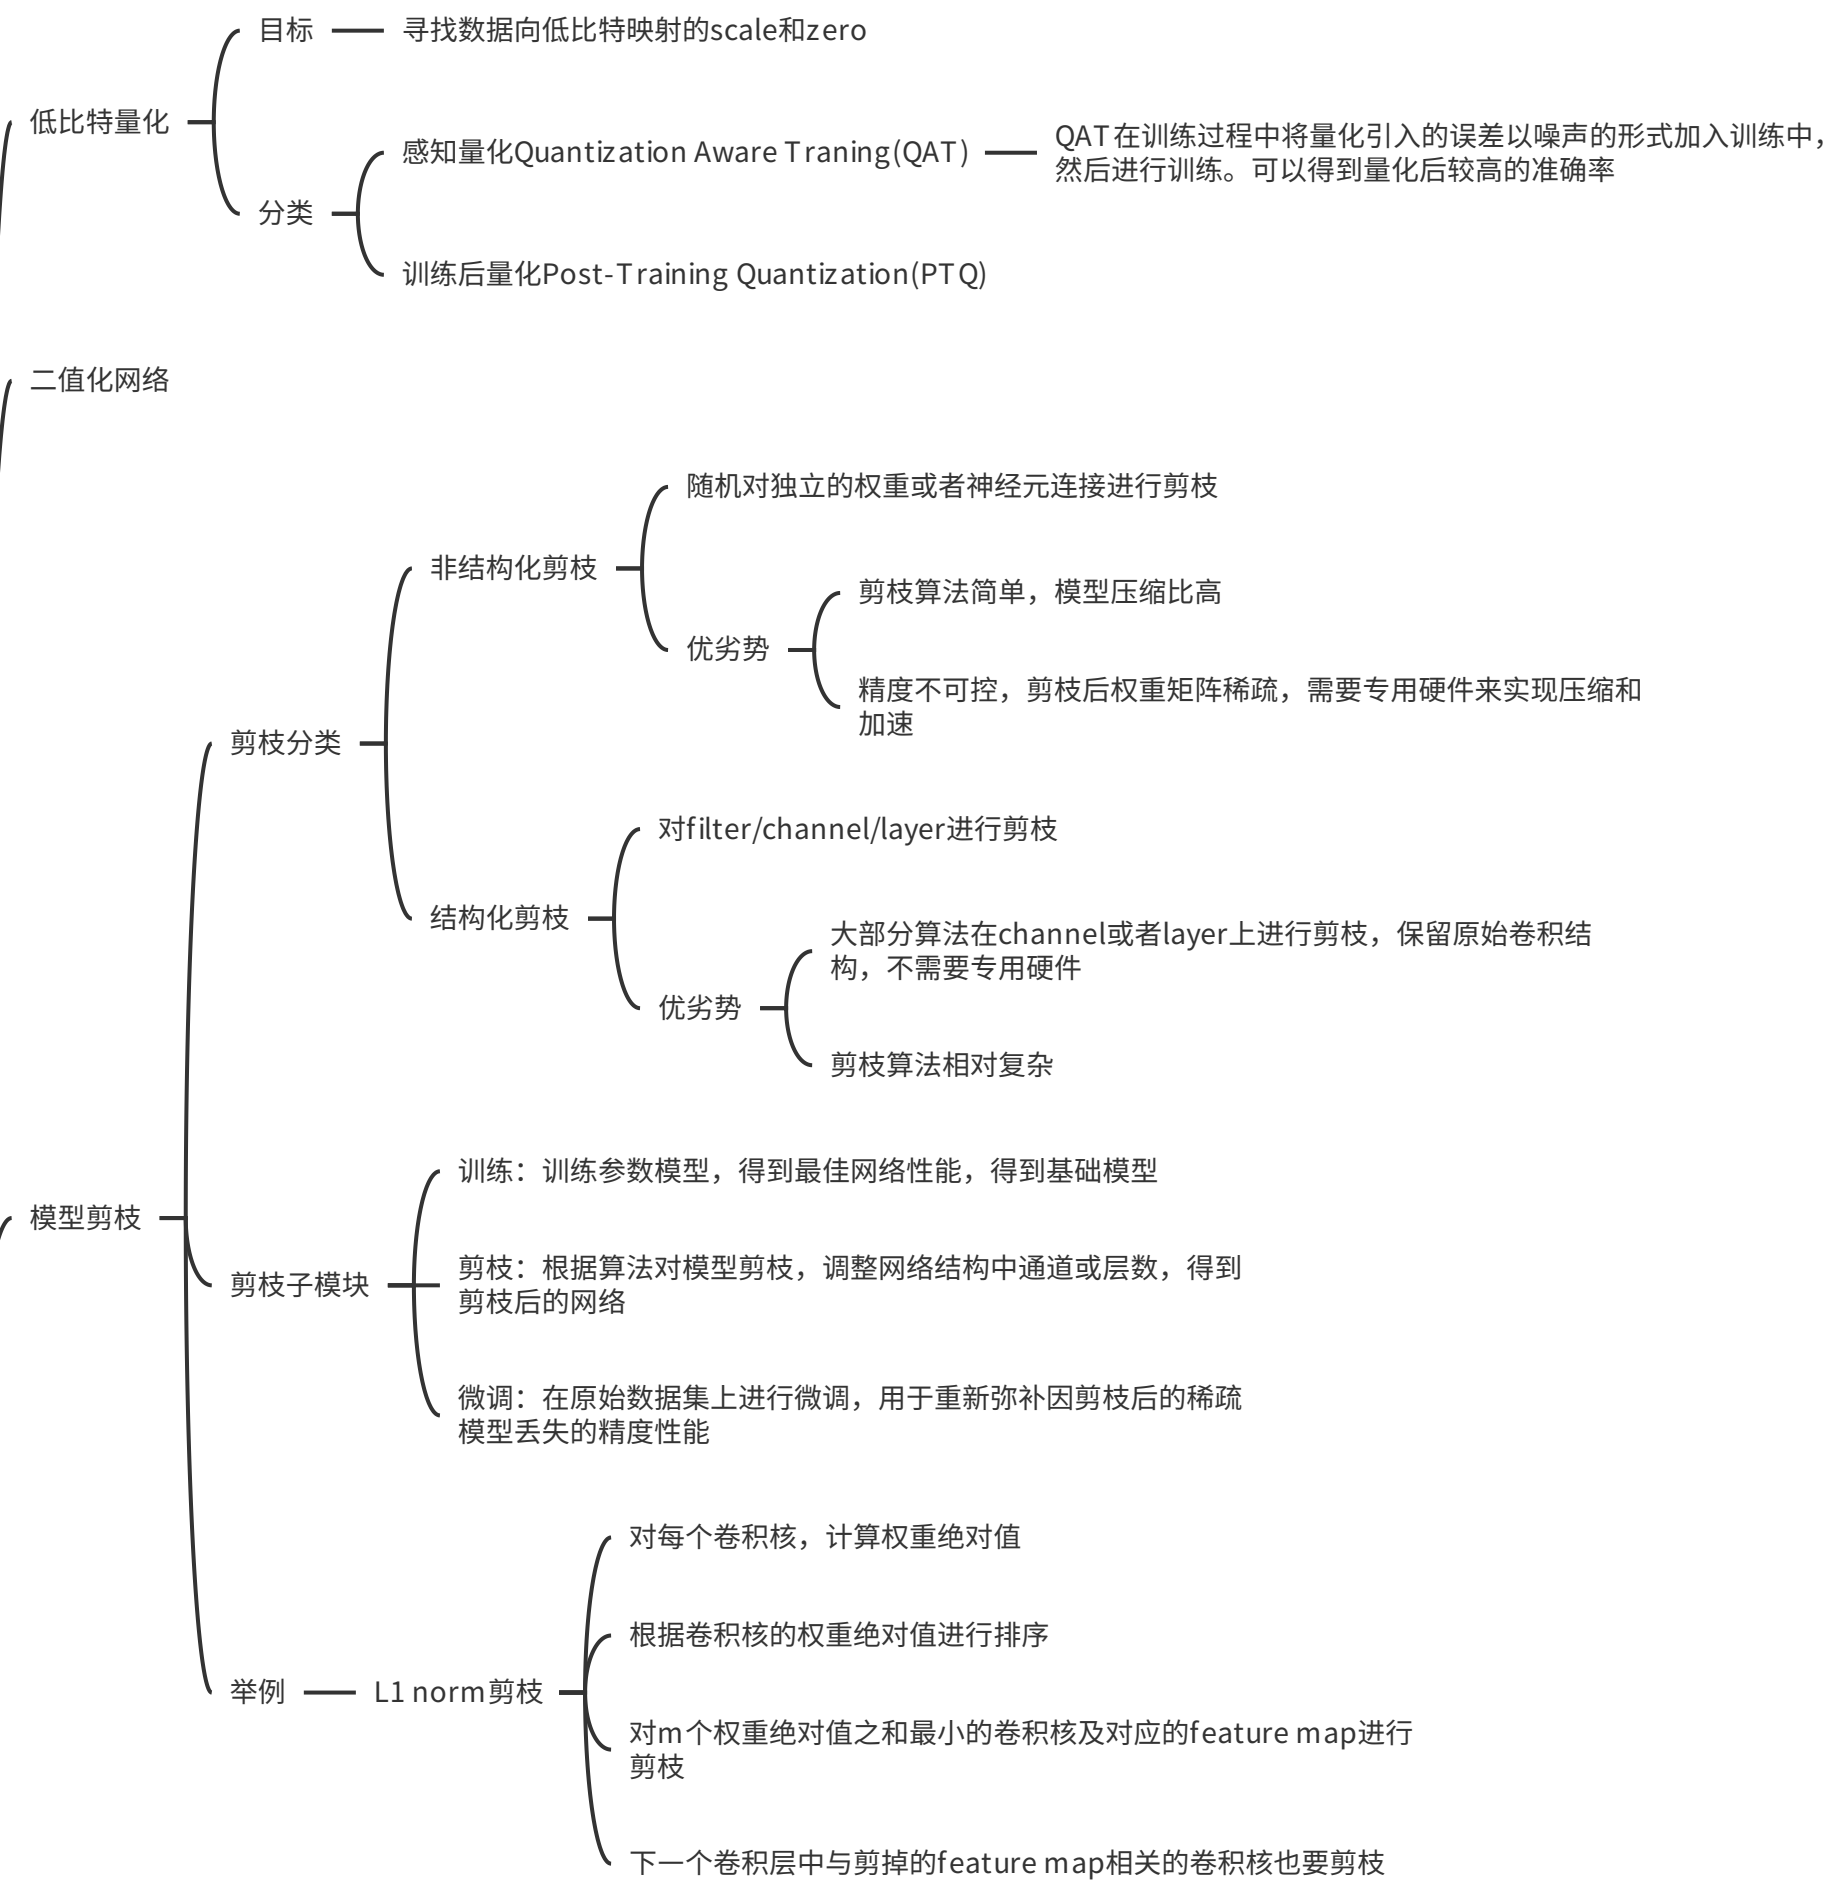 目标
寻找数据向低比特映射的scale和zero
低比特量化
感知量化Quantization Aware Traning(QAT)
QAT在训练过程中将量化引入的误差以噪声的形式加入训练中，
然后进行训练。可以得到量化后较高的准确率
分类
训练后量化Post-Training Quantization(PTQ)
二值化网络
随机对独立的权重或者神经元连接进行剪枝
非结构化剪枝
剪枝算法简单，模型压缩比高
优劣势
精度不可控，剪枝后权重矩阵稀疏，需要专用硬件来实现压缩和
加速
剪枝分类
对filter/channel/layer进行剪枝
结构化剪枝
大部分算法在channel或者layer上进行剪枝，保留原始卷积结
构，不需要专用硬件
优劣势
剪枝算法相对复杂
模型剪枝
训练：训练参数模型，得到最佳网络性能，得到基础模型
剪枝子模块
剪枝：根据算法对模型剪枝，调整网络结构中通道或层数，得到
剪枝后的网络
微调：在原始数据集上进行微调，用于重新弥补因剪枝后的稀疏
模型丢失的精度性能
对每个卷积核，计算权重绝对值
根据卷积核的权重绝对值进行排序
举例
L1 norm剪枝
对m个权重绝对值之和最小的卷积核及对应的feature map进行
剪枝
下一个卷积层中与剪掉的feature map相关的卷积核也要剪枝